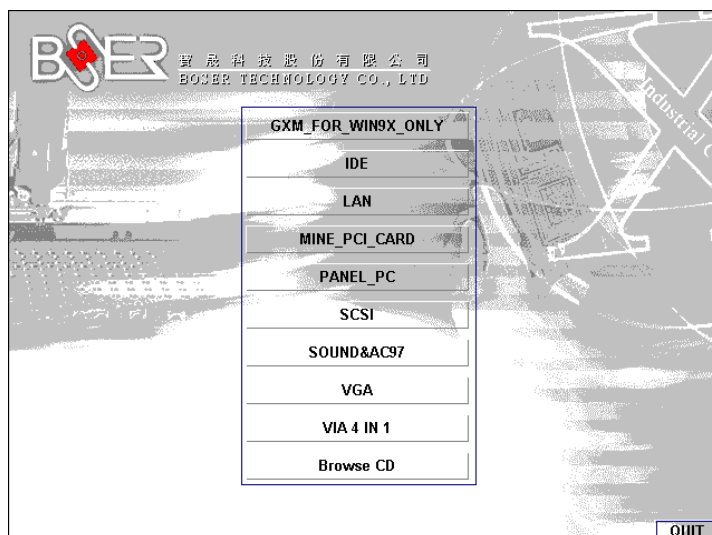 BOSER
寶晟科技股份有限公司
BOSER TECHNOLOGY CO., LTD
Industrial C
GXM_FOR_WIN9X_ONLY
IDE
LAN
MINE_PCI_CARD
PANEL_PC
SCSI
SOUND&AC97
VGA
VIA 4 IN 1
Browse CD
QUIT